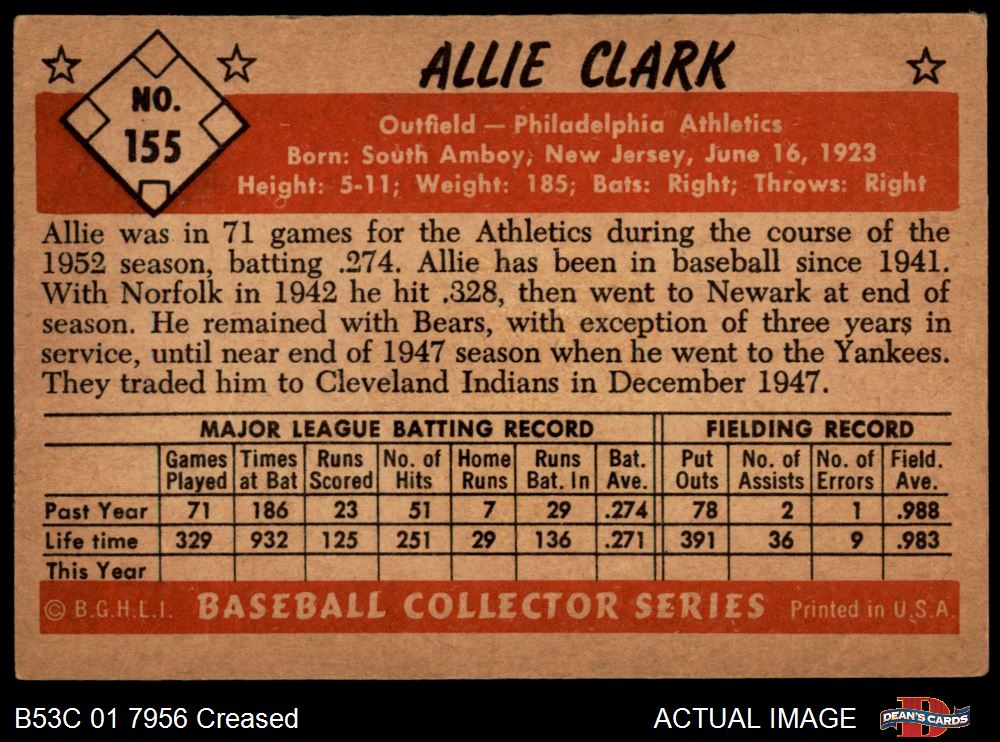 NO.
155
ALLIE CLARK
Outfield — Philadelphia Athletics
Born: South Amboy, New Jersey, June 16, 1923
Height: 5-11; Weight: 185; Bats: Right; Throws: Right
Allie was in 71 games for the Athletics during the course of the
1952 season, batting .274. Allie has been in baseball since 1941.
With Norfolk in 1942 he hit .328, then went to Newark at end of
season. He remained with Bears, with exception of three years in
service, until near end of 1947 season when he went to the Yankees.
They traded him to Cleveland Indians in December 1947.
MAJOR LEAGUE BATTING RECORD FIELDING RECORD
Games Times Runs No. of Home Runs Bat. Put No. of No. of Field.
Played at Bat Scored Hits Runs Bat. In Ave. Outs Assists Errors Ave.
Past Year 71 186 23 51 7 29 .274 78 2 1 .988
Life time 329 932 125 251 29 136 .271 391 36 9 .983
This Year
© B.G.H.L.I. BASEBALL COLLECTOR SERIES Printed in U.S.A.
B53C 01 7956 Creased ACTUAL IMAGE DEAN'S CARDS